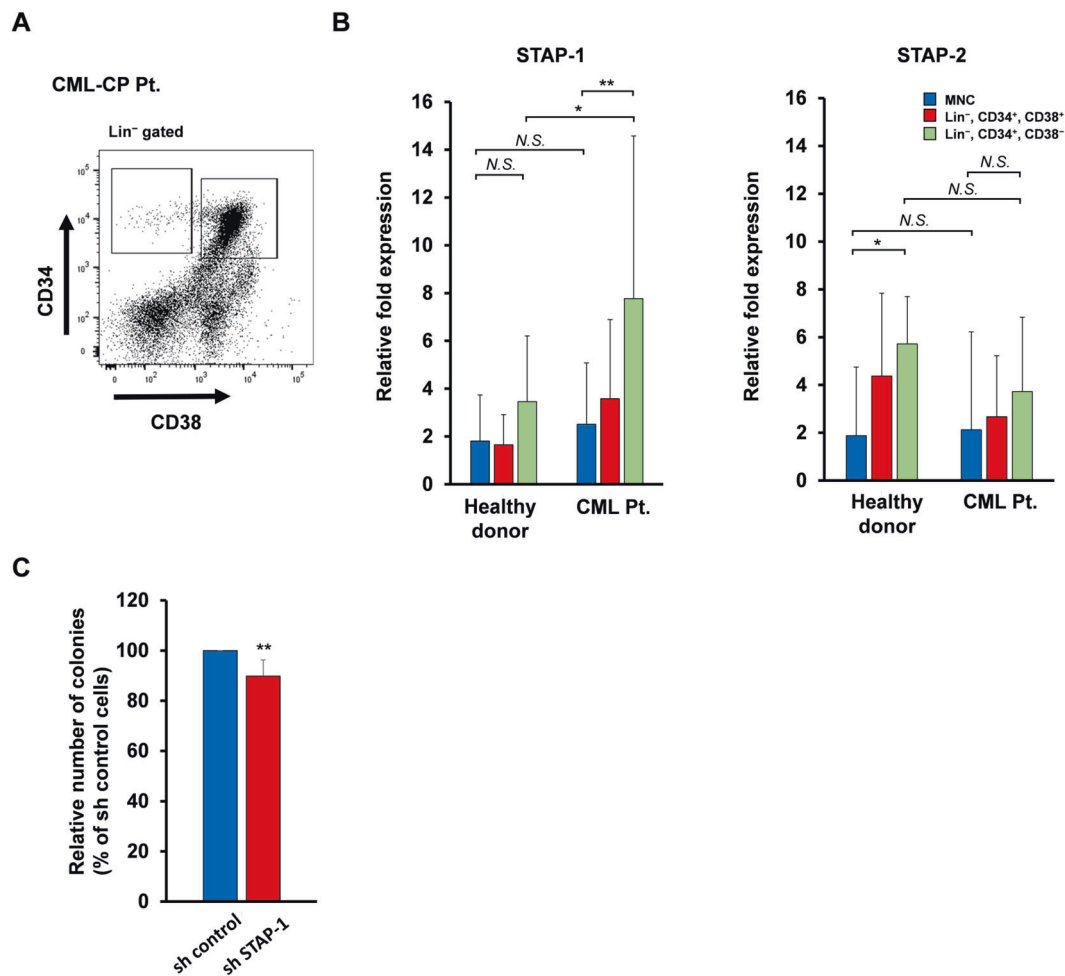 A
CML-CP Pt.
Lin⁻ gated
10⁵
10⁴
10³
10²
0
CD34
0
10²
10³
10⁴
10⁵
CD38
B
STAP-1
Relative fold expression
16
14
12
10
8
6
4
2
0
**
*
N.S.
N.S.
Healthy donor
CML Pt.
STAP-2
MNC
Lin⁻, CD34⁺, CD38⁺
Lin⁻, CD34⁺, CD38⁻
Relative fold expression
16
14
12
10
8
6
4
2
0
N.S.
N.S.
N.S.
*
Healthy donor
CML Pt.
C
Relative number of colonies
(% of sh control cells)
120
100
80
60
40
20
0
**
sh control
sh STAP-1